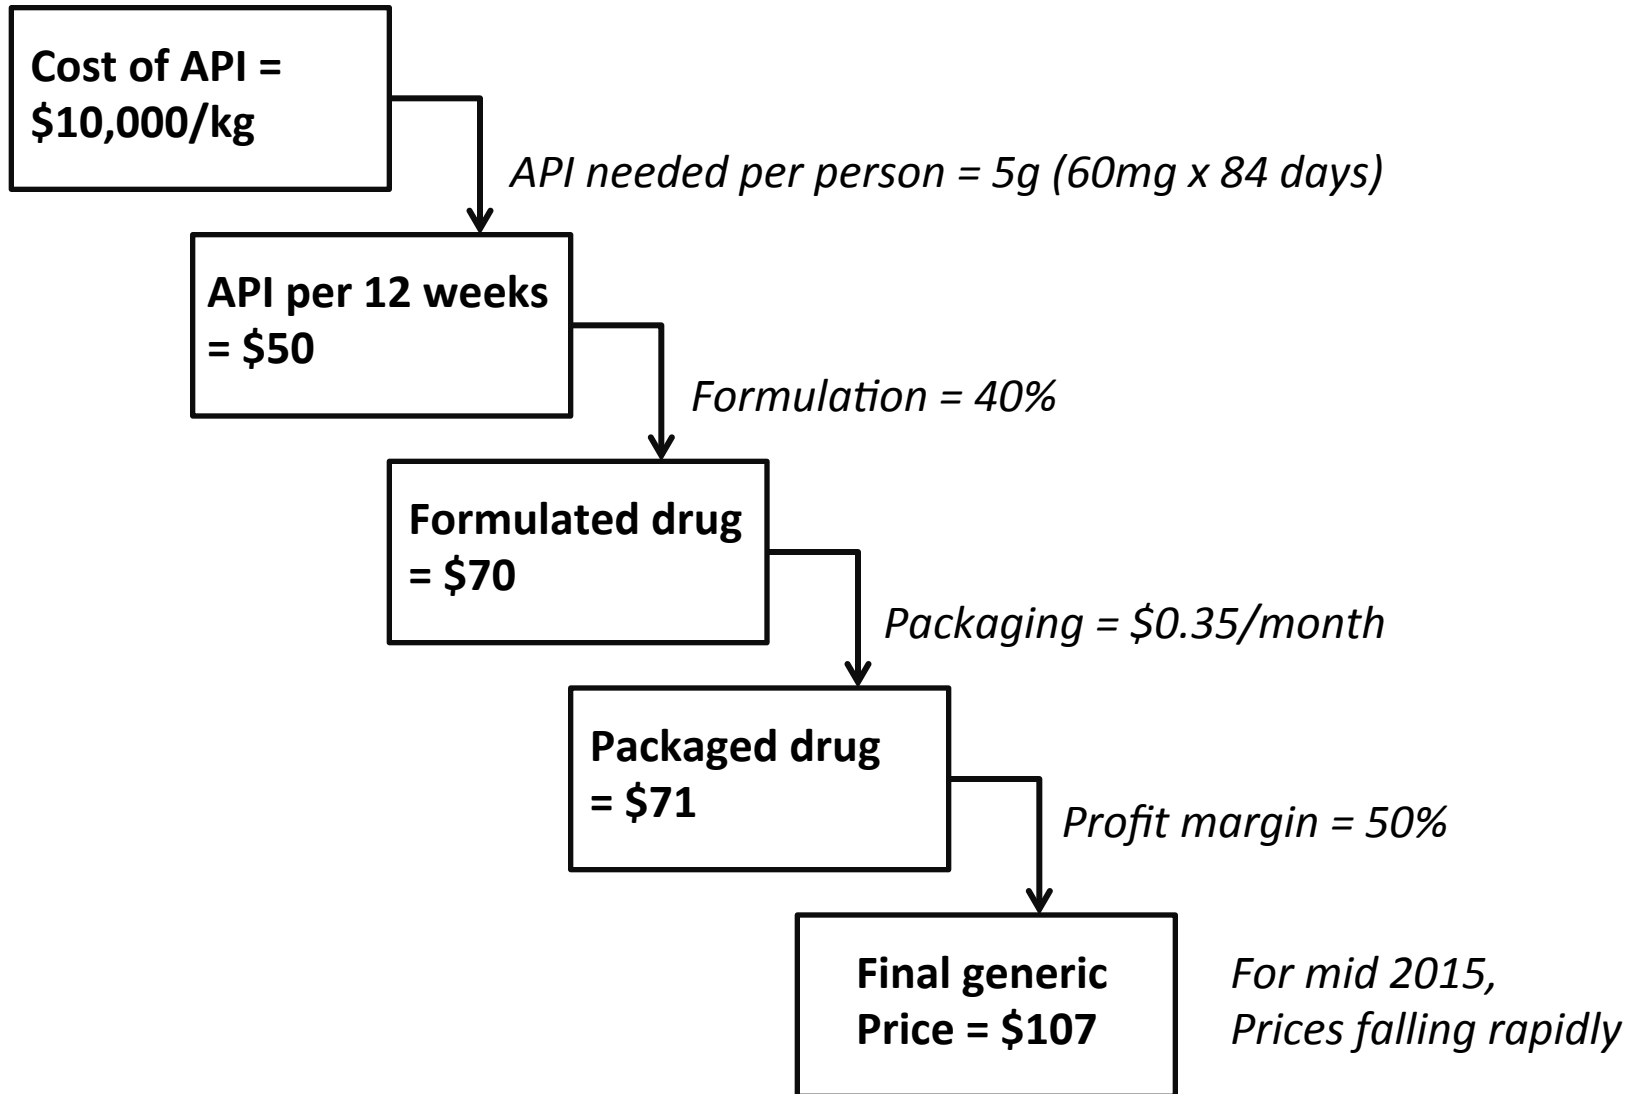 Cost of API =
$10,000/kg
API needed per person = 5g (60mg x 84 days)
API per 12 weeks
= $50
Formulation = 40%
Formulated drug
= $70
Packaging = $0.35/month
Packaged drug
= $71
Profit margin = 50%
Final generic
Price = $107
For mid 2015,
Prices falling rapidly